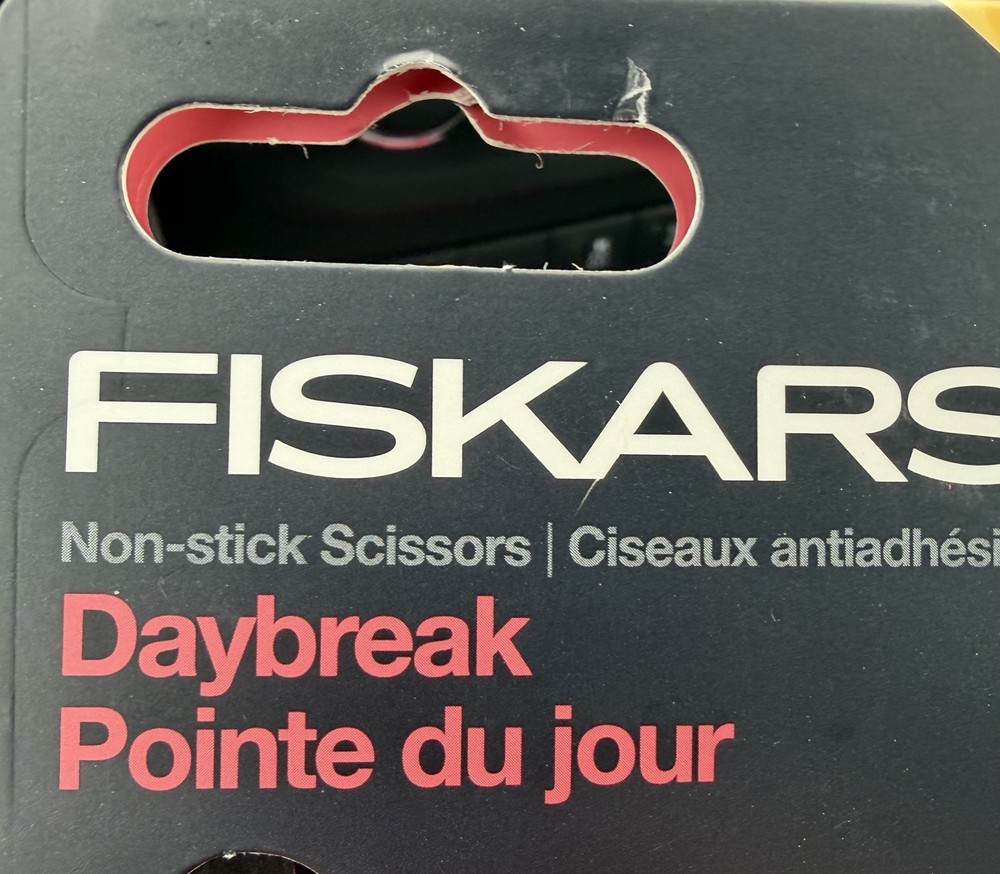 FISKARS
Non-stick Scissors | Ciseaux antiadhési
Daybreak
Pointe du jour